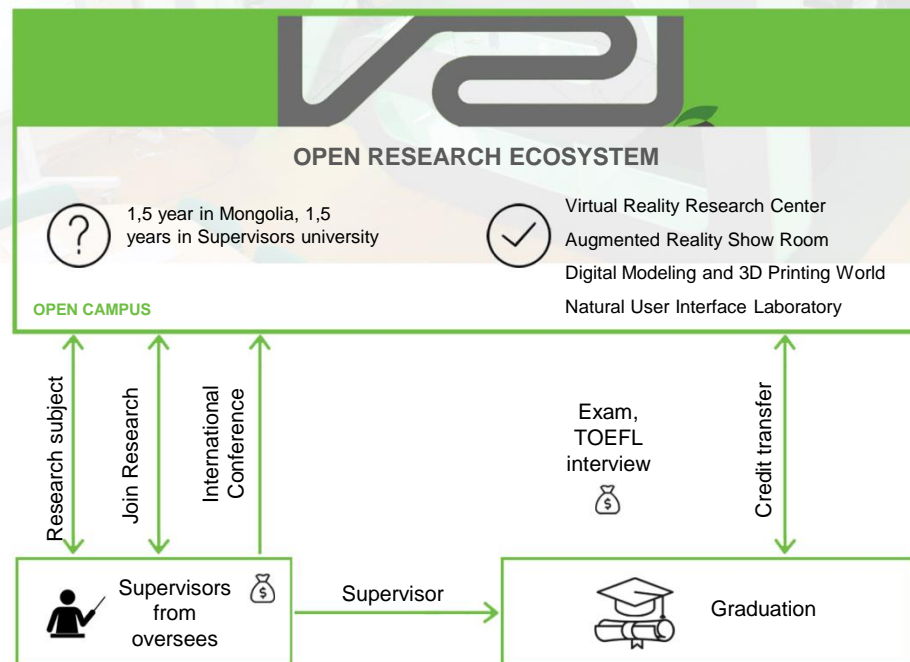 OPEN RESEARCH ECOSYSTEM
1,5 year in Mongolia, 1,5
years in Supervisors university
Virtual Reality Research Center
Augmented Reality Show Room
Digital Modeling and 3D Printing World
Natural User Interface Laboratory
OPEN CAMPUS
Research subject
Join Research
International
Conference
Exam,
TOEFL
interview
$
Credit transfer
Supervisors
from
oversees
$
Supervisor
Graduation